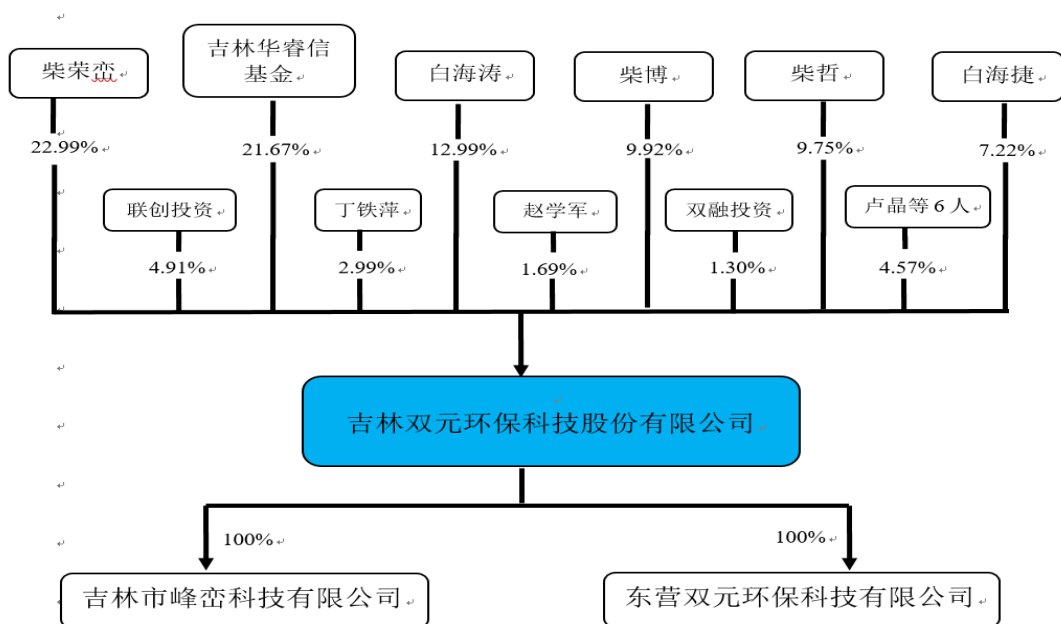 吉林华睿信
基金
柴荣峦
白海涛
柴博
柴哲
白海捷
22.99%
21.67%
12.99%
9.92%
9.75%
7.22%
联创投资
丁铁萍
赵学军
双融投资
卢晶等 6 人
4.91%
2.99%
1.69%
1.30%
4.57%
吉林双元环保科技股份有限公司
100%
100%
吉林市峰峦科技有限公司
东营双元环保科技有限公司